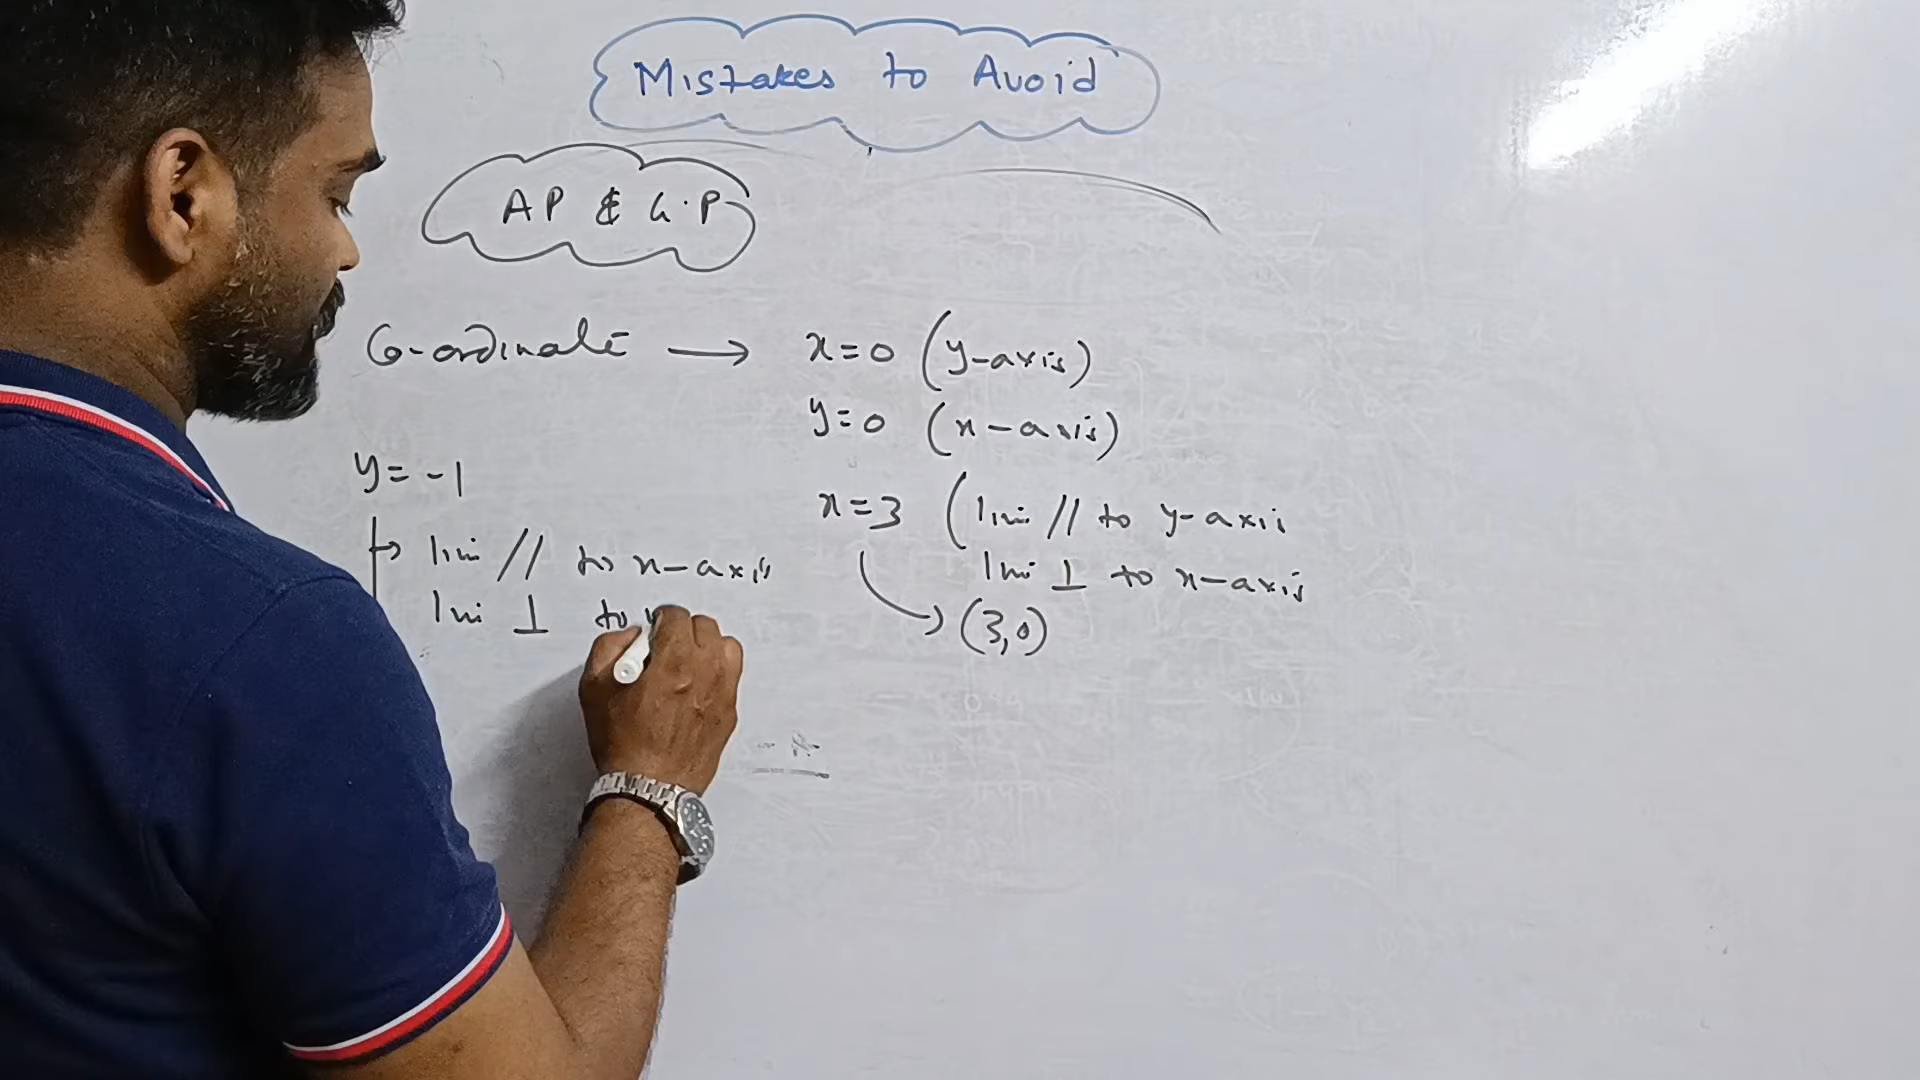 Mistakes to Avoid
AP & G.P
Co-ordinate → x=0 (y-axis)
y=0 (x-axis)
y=-1
line // to x-axis
line ⊥ to
x=3 (line // to y-axis
line ⊥ to x-axis
(3,0)